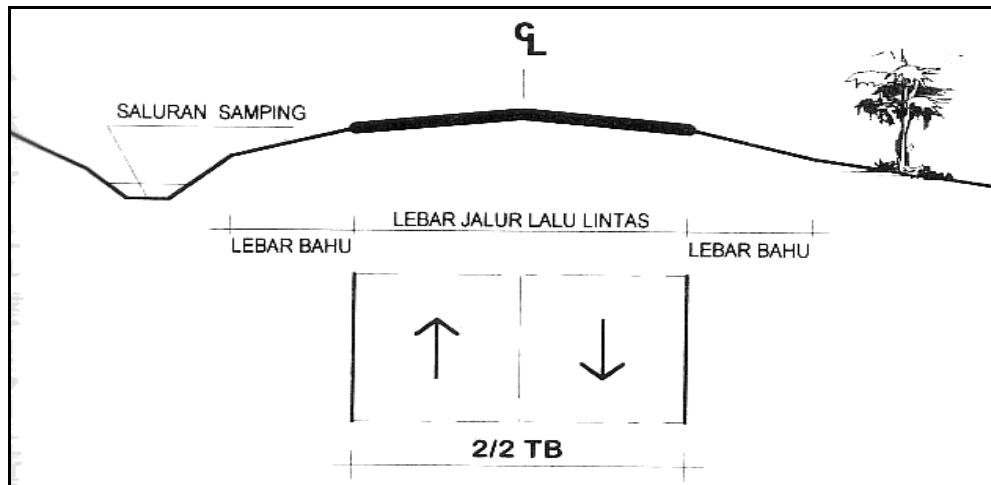 CL
SALURAN SAMPING
LEBAR JALUR LALU LINTAS
LEBAR BAHU
LEBAR BAHU
2/2 TB